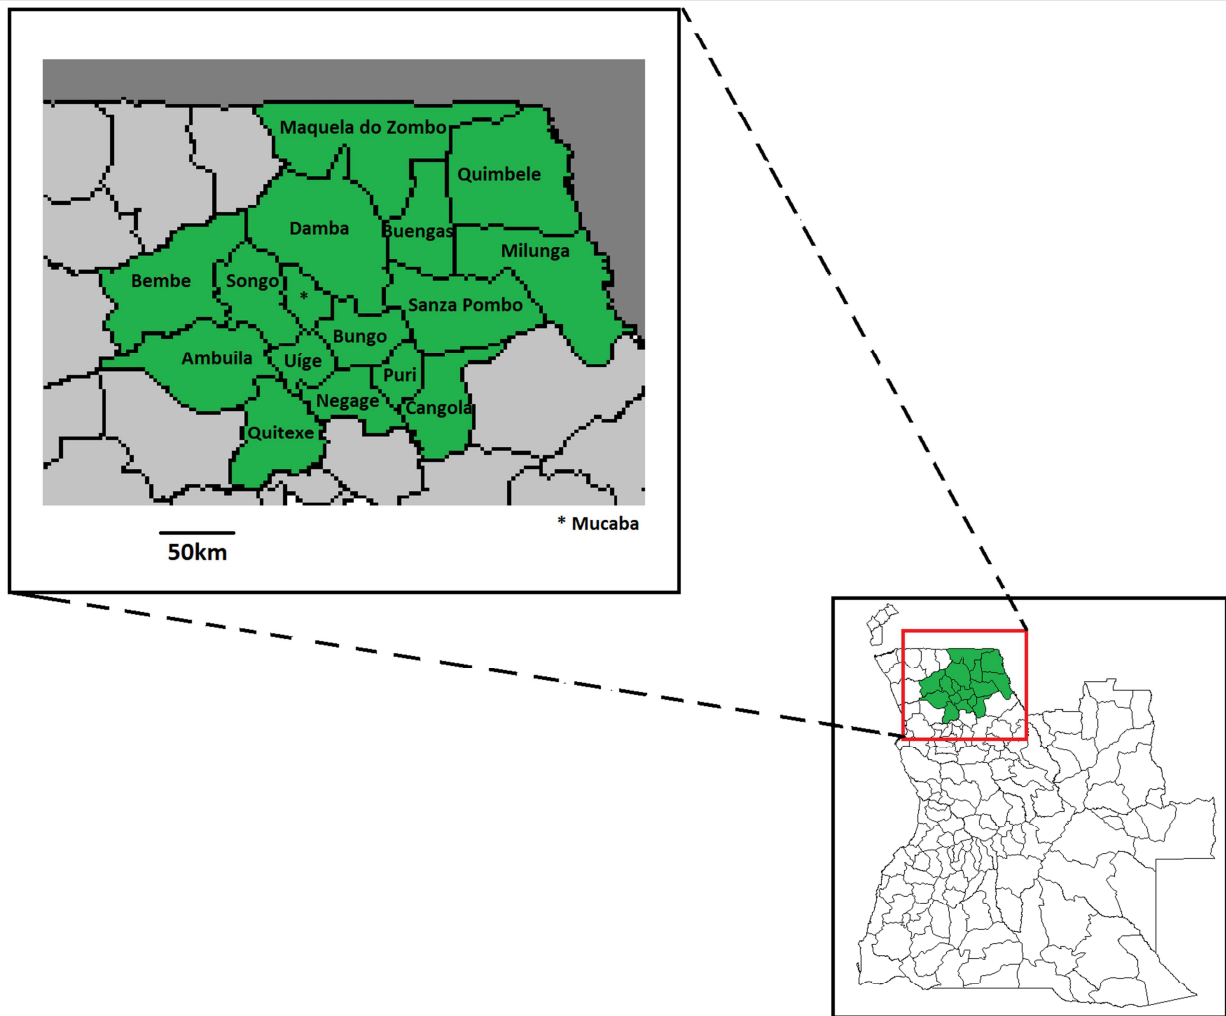 Maquela do Zombo
Quimbele
Damba
Buengas
Milunga
Bembe
Songo
*
Sanza Pombo
Bungo
Ambuila
Uíge
Puri
Negage
Cangola
Quitexe
* Mucaba
50km